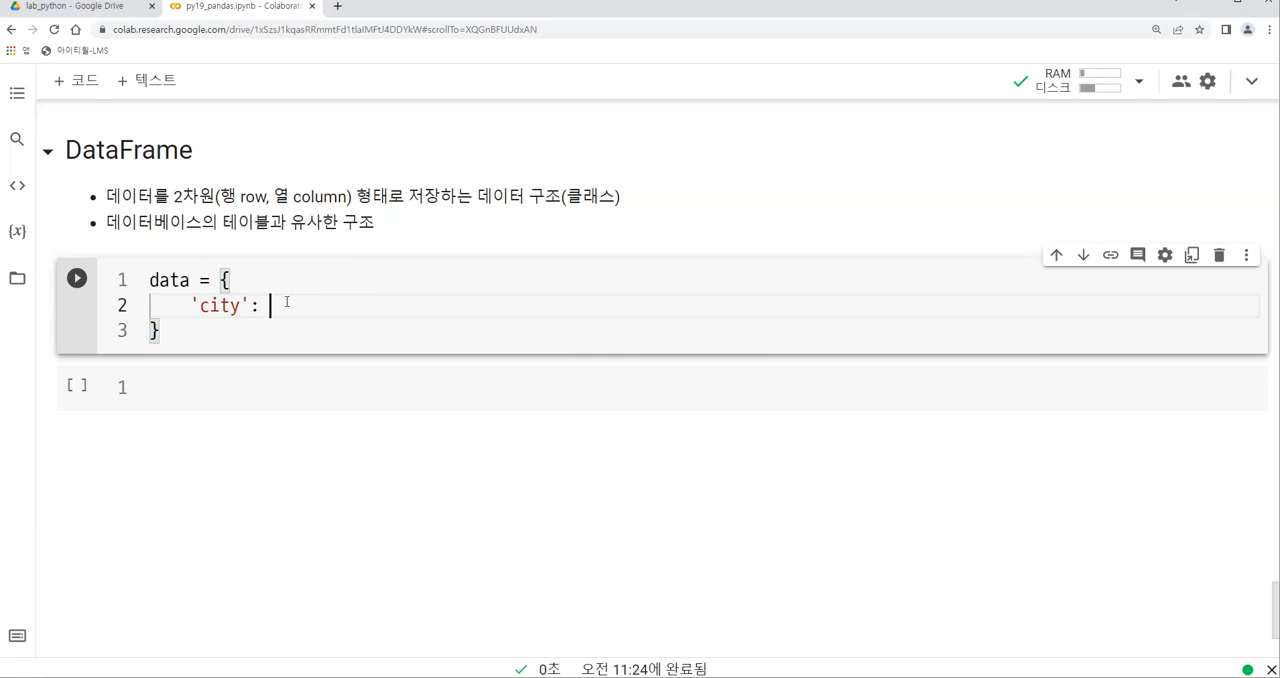 lab_python - Google Drive
py19_pandas.ipynb - Colaborat
colab.research.google.com/drive/
앱 아이티윌-LMS
+ 코드 + 텍스트
RAM
디스크
DataFrame
데이터를 2차원(행 row, 열 column) 형태로 저장하는 데이터 구조(클래스)
데이터베이스의 테이블과 유사한 구조
1 data = {
2 'city':
3 }
[ ] 1
0초 오전 11:24에 완료됨